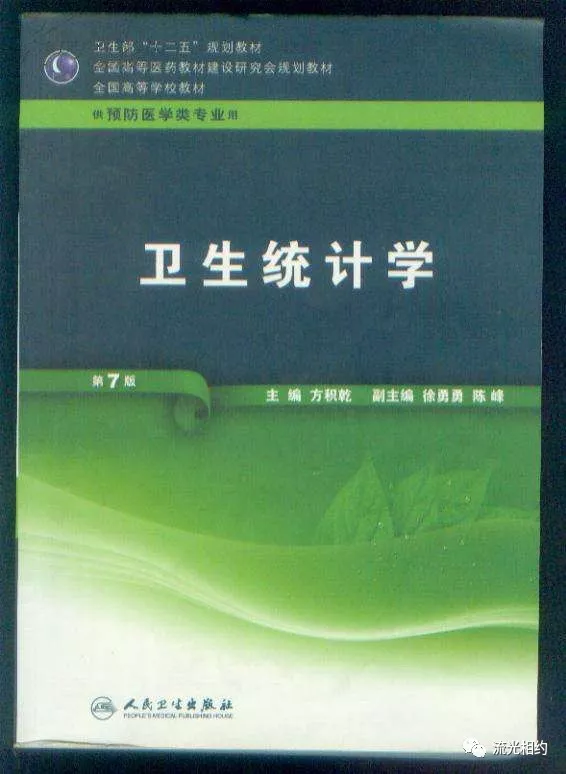 卫生部“十二五”规划教材
全国高等医药教材建设研究会规划教材
全国高等学校教材
供预防医学类专业用
卫生统计学
第7版
主编 方积乾 副主编 徐勇勇 陈峰
人民卫生出版社
PEOPLE'S MEDICAL PUBLISHING HOUSE
流光相约